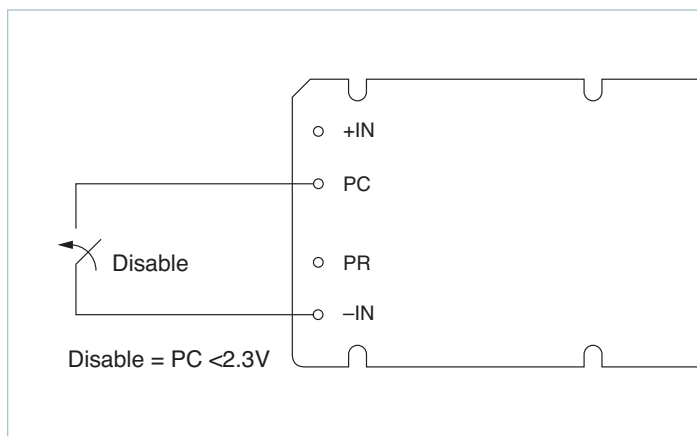 +IN
PC
Disable
PR
–IN
Disable = PC <2.3V